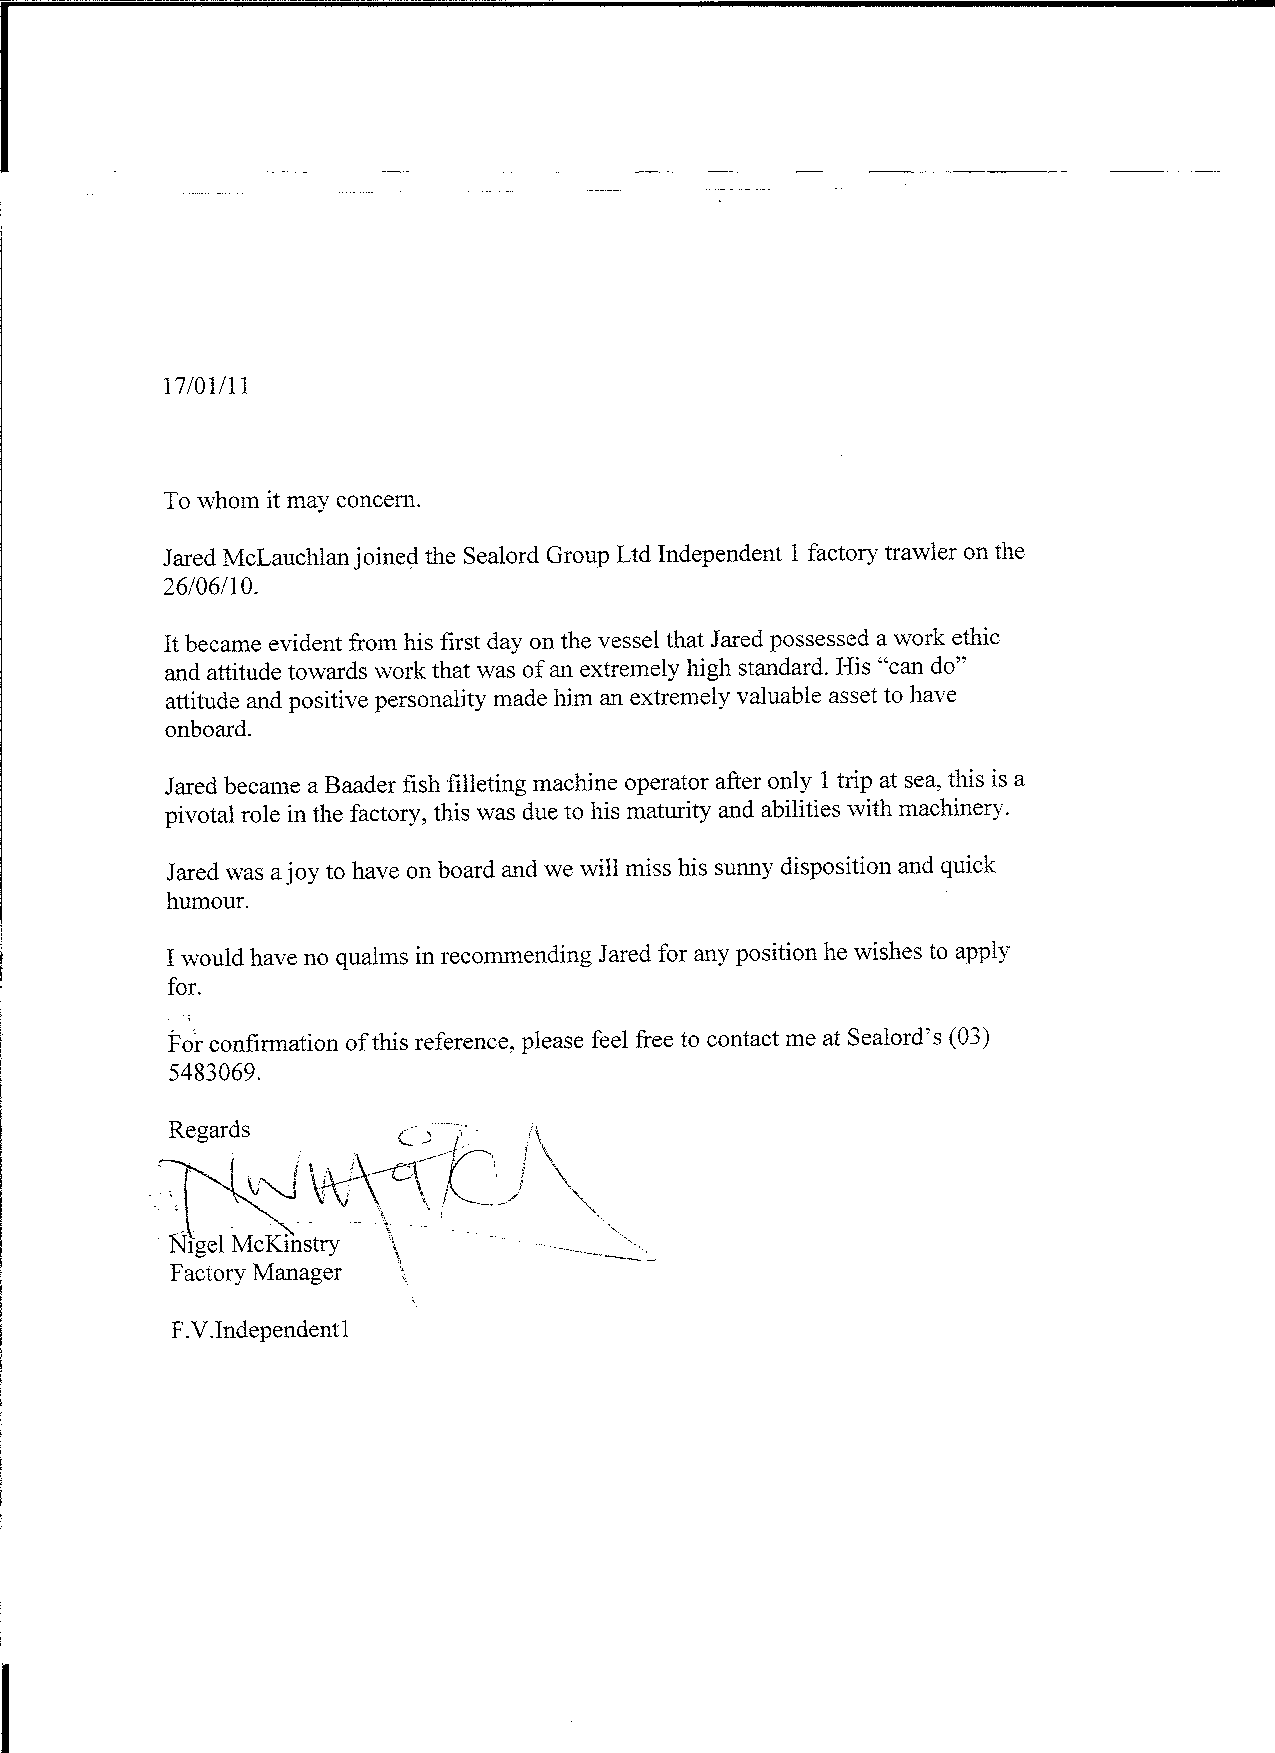 17/01/11
To whom it may concern.
Jared McLauchlan joined the Sealord Group Ltd Independent 1 factory trawler on the
26/06/10.
It became evident from his first day on the vessel that Jared possessed a work ethic
and attitude towards work that was of an extremely high standard. His “can do”
attitude and positive personality made him an extremely valuable asset to have
onboard.
Jared became a Baader fish filleting machine operator after only 1 trip at sea, this is a
pivotal role in the factory, this was due to his maturity and abilities with machinery.
Jared was a joy to have on board and we will miss his sunny disposition and quick
humour.
I would have no qualms in recommending Jared for any position he wishes to apply
for.
For confirmation of this reference, please feel free to contact me at Sealord’s (03)
5483069.
Regards
Nigel McKinstry
Factory Manager
F.V.Independent1